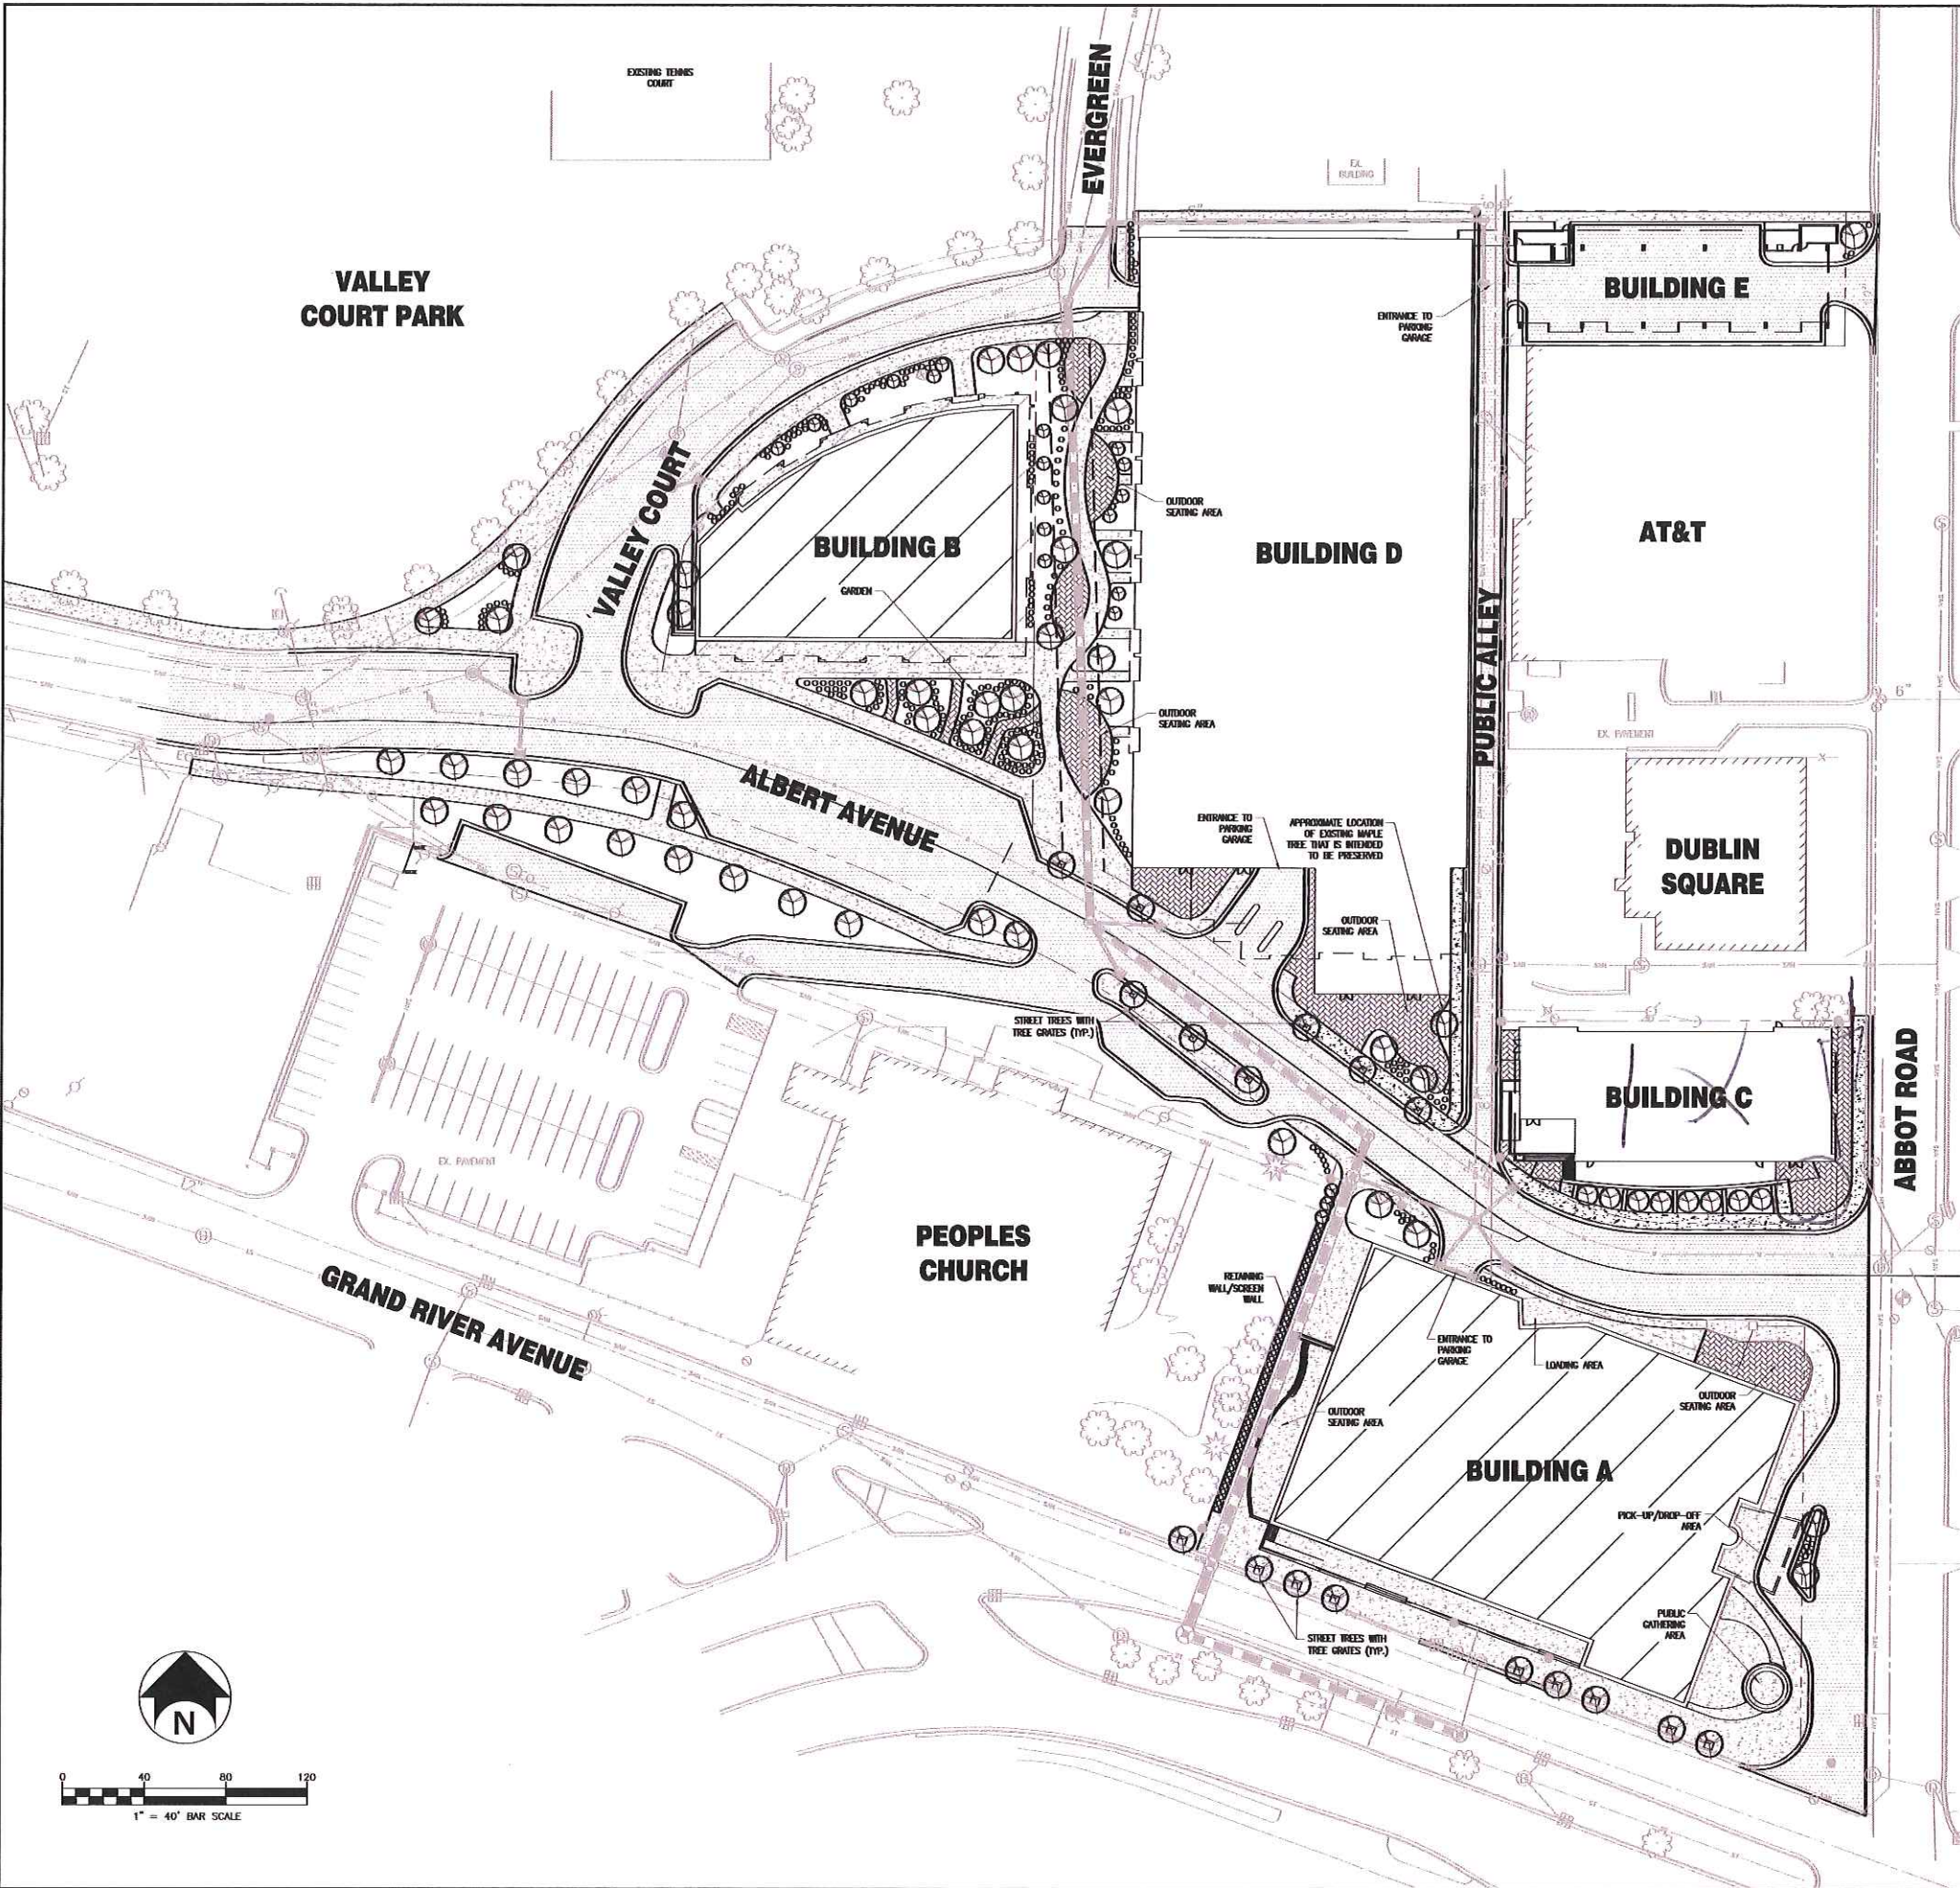 EXISTING TENNIS
COURT
EVERGREEN
EX.
BUILDING
VALLEY
COURT PARK
BUILDING E
ENTRANCE TO
PARKING
GARAGE
VALLEY COURT
OUTDOOR
SEATING AREA
AT&T
BUILDING B
BUILDING D
GARDEN
PUBLIC ALLEY
6"
OUTDOOR
SEATING AREA
EX. PAVEMENT
ALBERT AVENUE
ENTRANCE TO
PARKING
GARAGE
APPROXIMATE LOCATION
OF EXISTING MAPLE
TREE THAT IS INTENDED
TO BE PRESERVED
DUBLIN
SQUARE
OUTDOOR
SEATING AREA
STREET TREES WITH
TREE GRATES (TYP.)
BUILDING C
ABBOT ROAD
EX. PAVEMENT
12"
PEOPLES
CHURCH
GRAND RIVER AVENUE
RETAINING
WALL/SCREEN
WALL
ENTRANCE TO
PARKING
GARAGE
LOADING AREA
OUTDOOR
SEATING AREA
OUTDOOR
SEATING AREA
BUILDING A
PICK-UP/DROP-OFF
AREA
PUBLIC
GATHERING
AREA
STREET TREES WITH
TREE GRATES (TYP.)
N
0 40 80 120
1" = 40' BAR SCALE